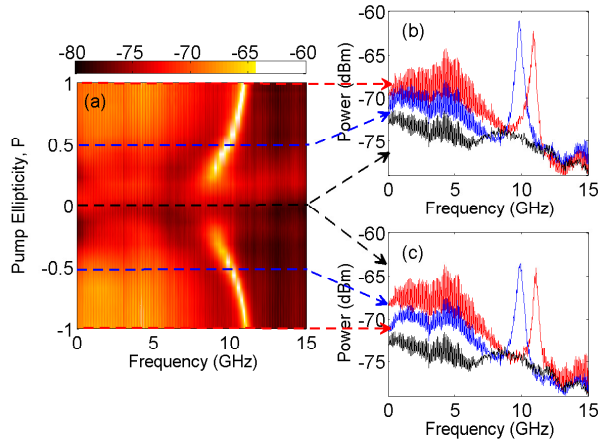 -80 -75 -70 -65 -60
(a)
Pump Ellipticity, P
1
0.5
0
-0.5
-1
0 5 10 15
Frequency (GHz)
(b)
Power (dBm)
-60
-65
-70
-75
0 5 10 15
Frequency (GHz)
(c)
Power (dBm)
-60
-65
-70
-75
0 5 10 15
Frequency (GHz)